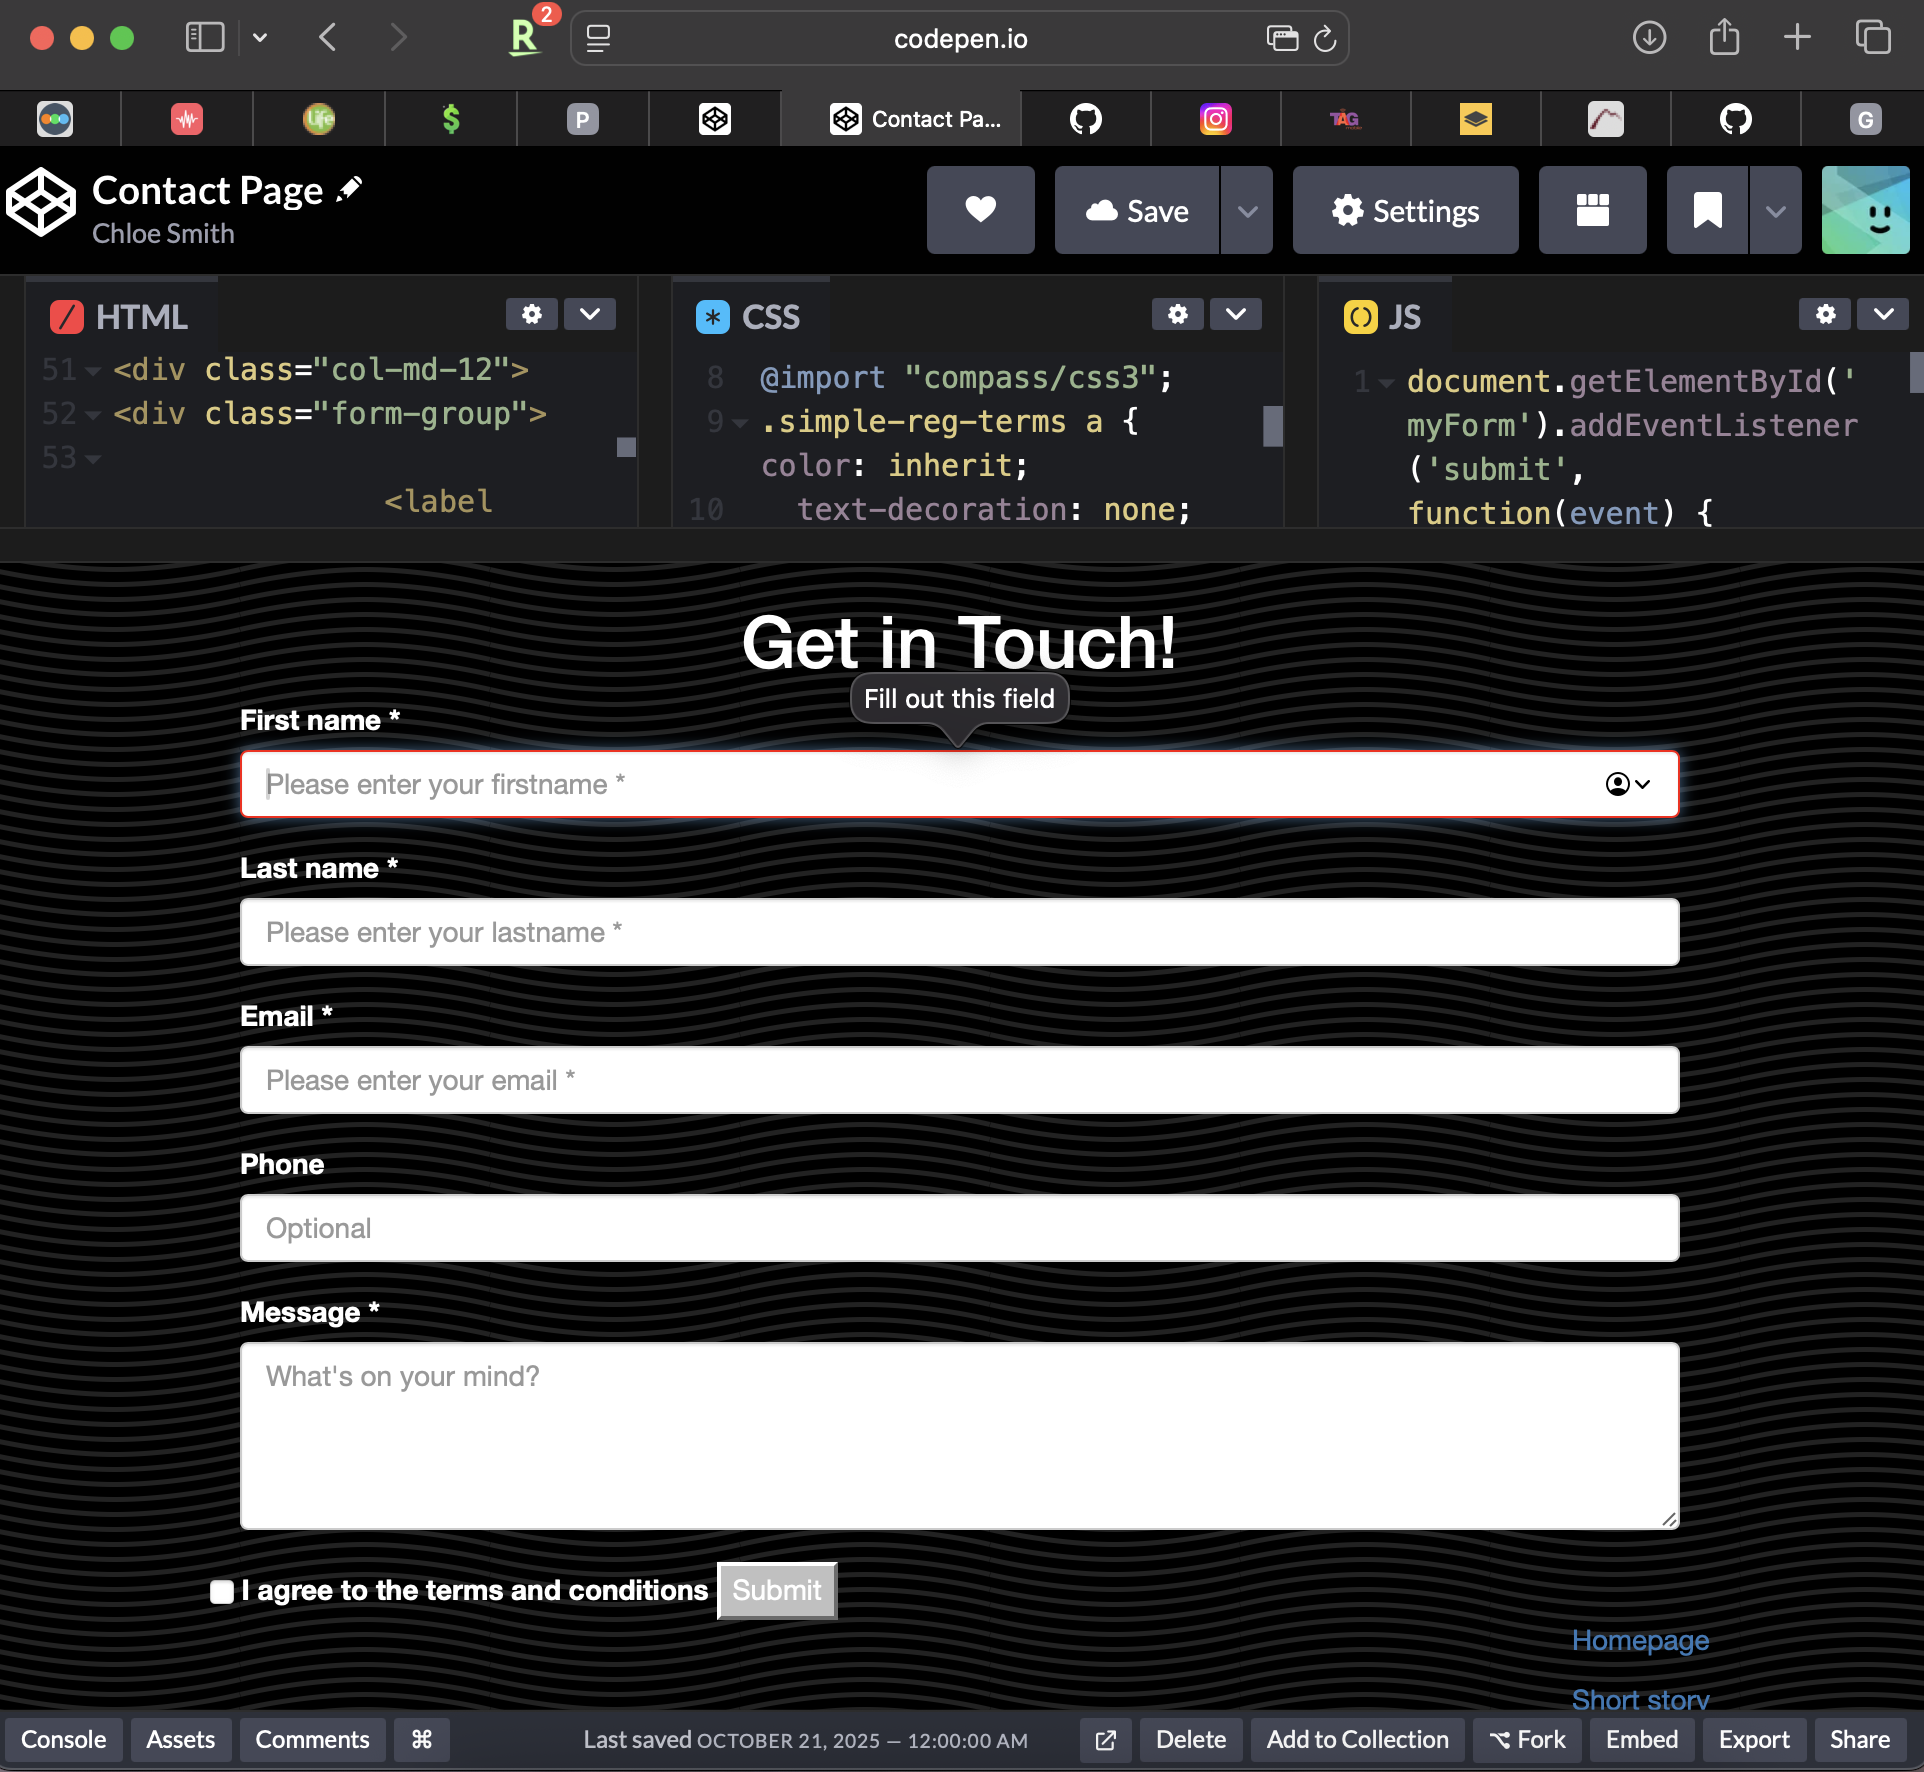 R 2
codepen.io
Life
$
P
Contact Pa...
TAG
G
Contact Page
Chloe Smith
Save
Settings
HTML
CSS
JS
51 <div class="col-md-12">
52 <div class="form-group">
53
<label
8 @import "compass/css3";
9 .simple-reg-terms a {
color: inherit;
10 text-decoration: none;
1 document.getElementById('
myForm').addEventListener
('submit',
function(event) {
Get in Touch!
Fill out this field
First name *
Please enter your firstname *
Last name *
Please enter your lastname *
Email *
Please enter your email *
Phone
Optional
Message *
What's on your mind?
I agree to the terms and conditions Submit
Homepage
Short story
Console Assets Comments ⌘ Last saved OCTOBER 21, 2025 — 12:00:00 AM Delete Add to Collection Fork Embed Export Share